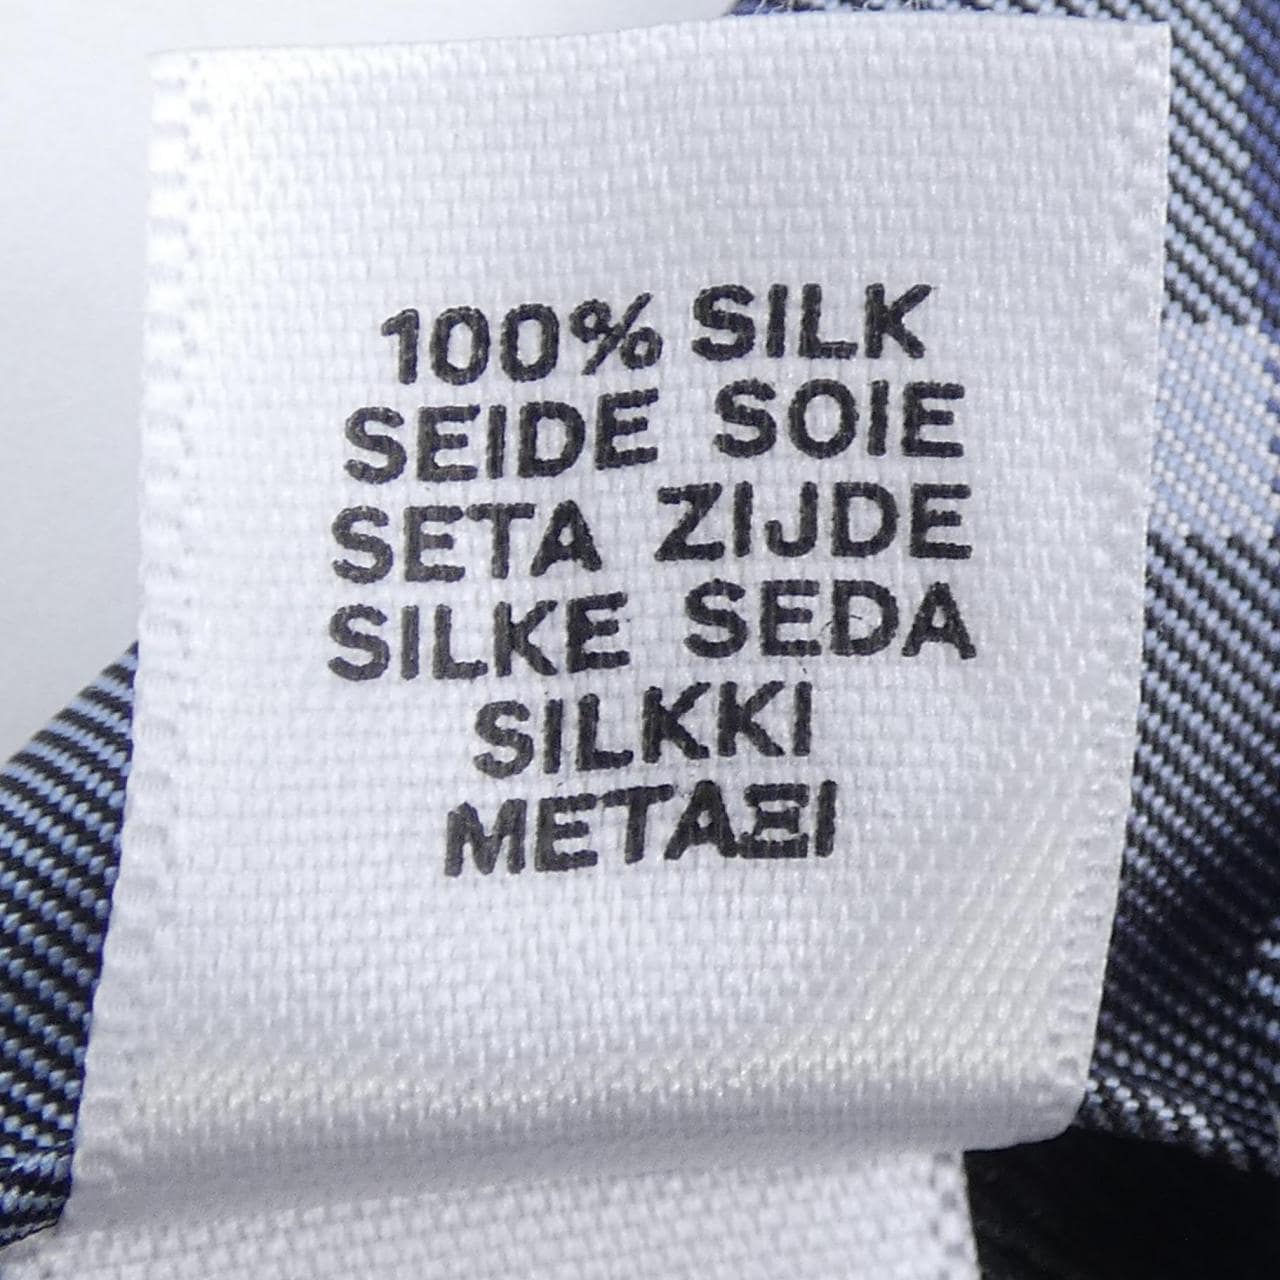 100% SILK
SEIDE SOIE
SETA ZIJDE
SILKE SEDA
SILKKI
ΜΕΤΑΞΙ